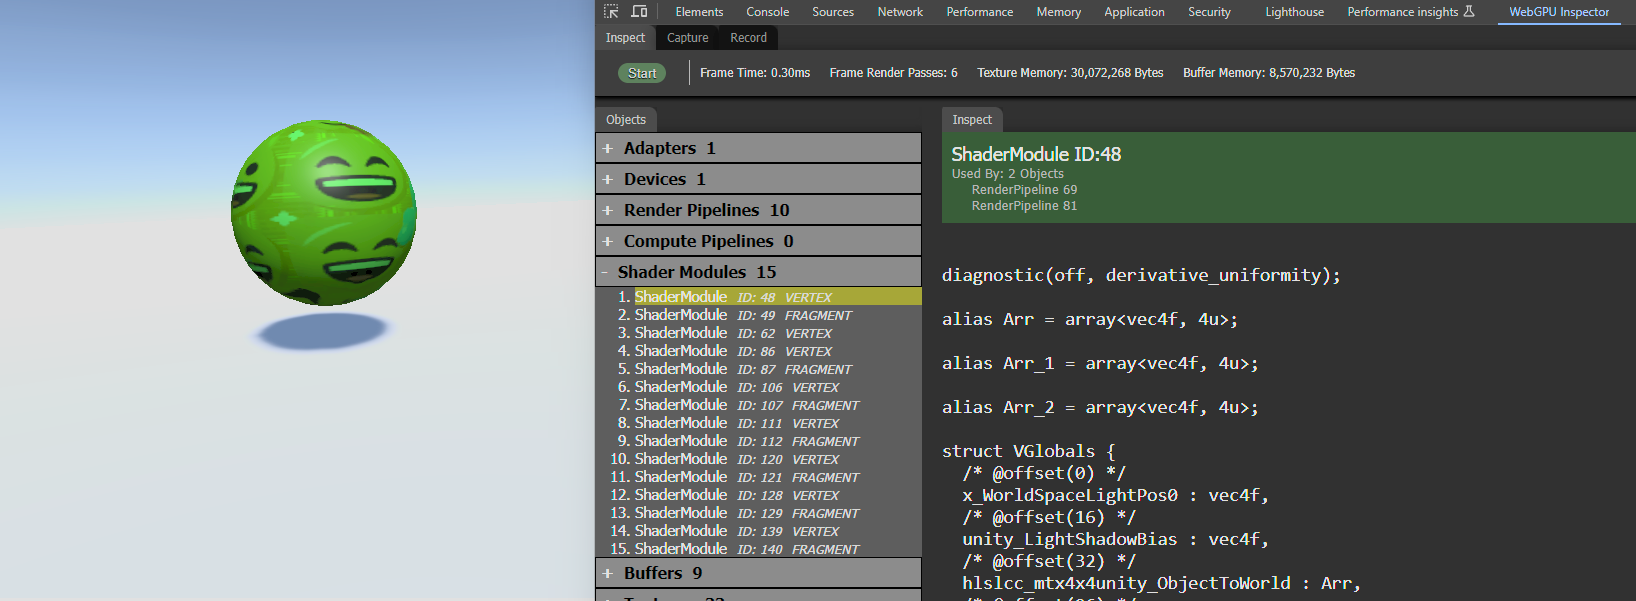 Elements Console Sources Network Performance Memory Application Security Lighthouse Performance insights WebGPU Inspector
Inspect Capture Record
Start Frame Time: 0.30ms Frame Render Passes: 6 Texture Memory: 30,072,268 Bytes Buffer Memory: 8,570,232 Bytes
Objects
+ Adapters 1
+ Devices 1
+ Render Pipelines 10
+ Compute Pipelines 0
- Shader Modules 15
1. ShaderModule ID: 48 VERTEX
2. ShaderModule ID: 49 FRAGMENT
3. ShaderModule ID: 62 VERTEX
4. ShaderModule ID: 86 VERTEX
5. ShaderModule ID: 87 FRAGMENT
6. ShaderModule ID: 106 VERTEX
7. ShaderModule ID: 107 FRAGMENT
8. ShaderModule ID: 111 VERTEX
9. ShaderModule ID: 112 FRAGMENT
10. ShaderModule ID: 120 VERTEX
11. ShaderModule ID: 121 FRAGMENT
12. ShaderModule ID: 128 VERTEX
13. ShaderModule ID: 129 FRAGMENT
14. ShaderModule ID: 139 VERTEX
15. ShaderModule ID: 140 FRAGMENT
+ Buffers 9
Inspect
ShaderModule ID:48
Used By: 2 Objects
RenderPipeline 69
RenderPipeline 81
diagnostic(off, derivative_uniformity);
alias Arr = array<vec4f, 4u>;
alias Arr_1 = array<vec4f, 4u>;
alias Arr_2 = array<vec4f, 4u>;
struct VGlobals {
/* @offset(0) */
x_WorldSpaceLightPos0 : vec4f,
/* @offset(16) */
unity_LightShadowBias : vec4f,
/* @offset(32) */
hlslcc_mtx4x4unity_ObjectToWorld : Arr,